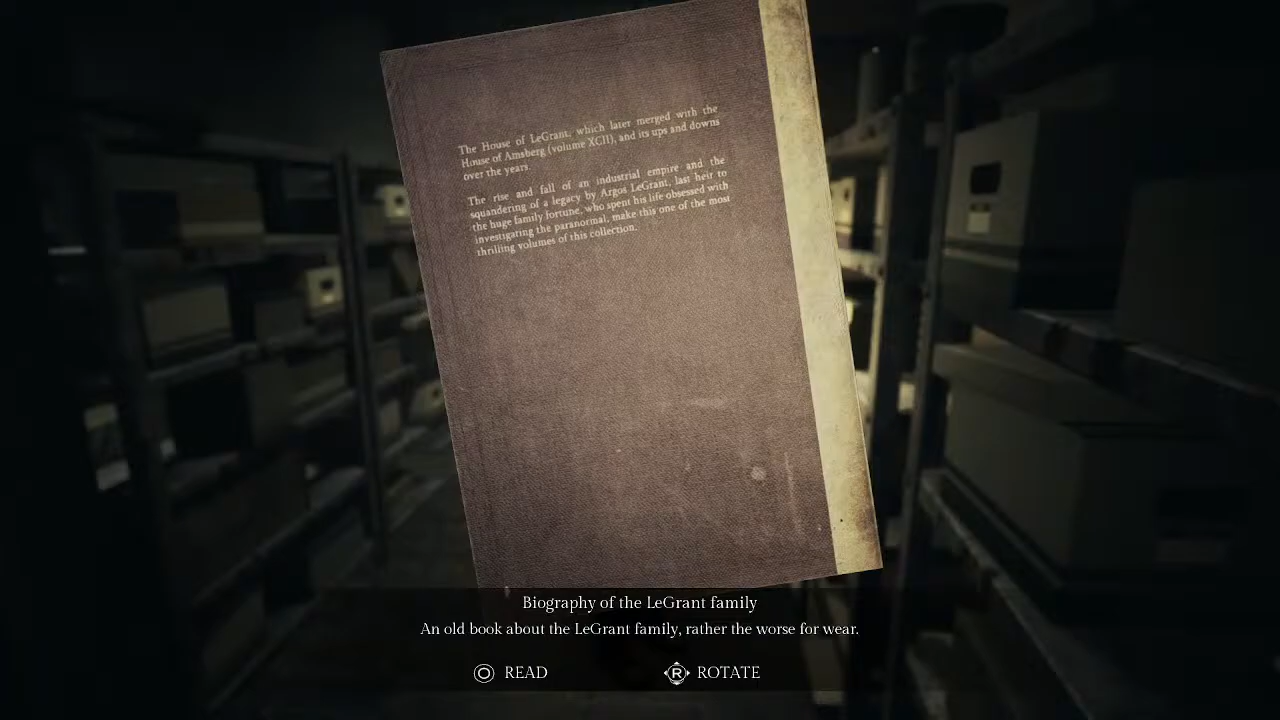 The House of LeGrant, which later merged with the
House of Amsberg (volume XCII), and its ups and downs
over the years.
The rise and fall of an industrial empire and the
squandering of a legacy by Argos LeGrant, last heir to
the huge family fortune, who spent his life obsessed with
investigating the paranormal, make this one of the most
thrilling volumes of this collection.
Biography of the LeGrant family
An old book about the LeGrant family, rather the worse for wear.
READ
R ROTATE